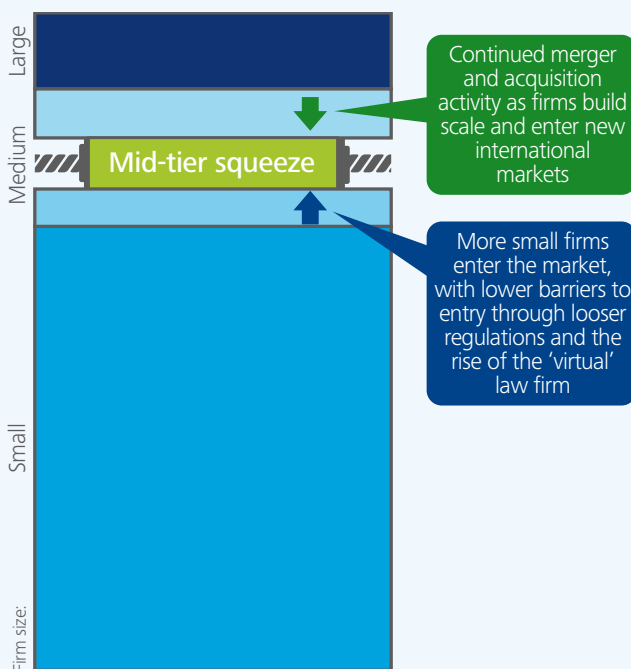 Large
Continued merger
and acquisition
activity as firms build
scale and enter new
international
markets
Medium
Mid-tier squeeze
More small firms
enter the market,
with lower barriers to
entry through looser
regulations and the
rise of the ‘virtual’
law firm
Small
Firm size: